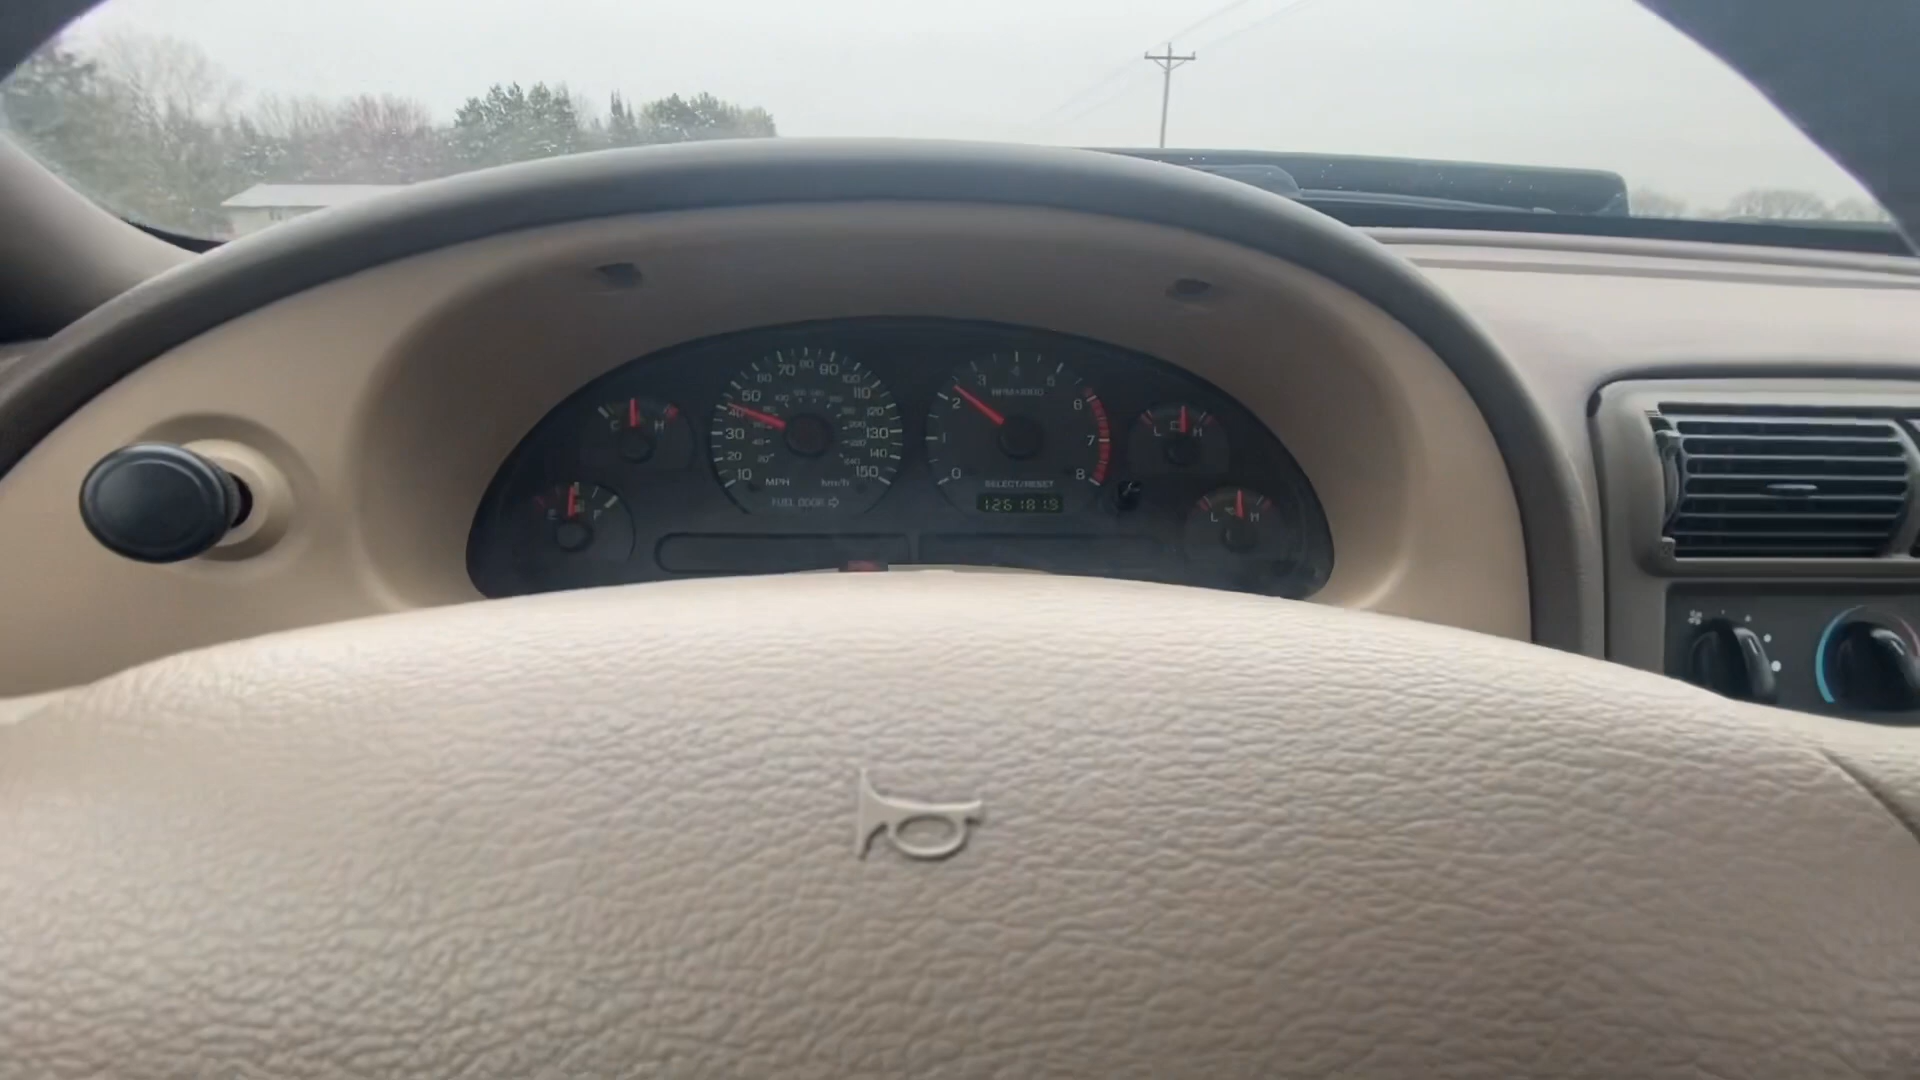 10 20 30 40 50 60 70 80 90 100 110 120 130 140 150
MPH km/h
FUEL DOOR
0 1 2 3 4 5 6 7 8
RPM×1000
SELECT/RESET
126181.9
C H
E F
L H
L H